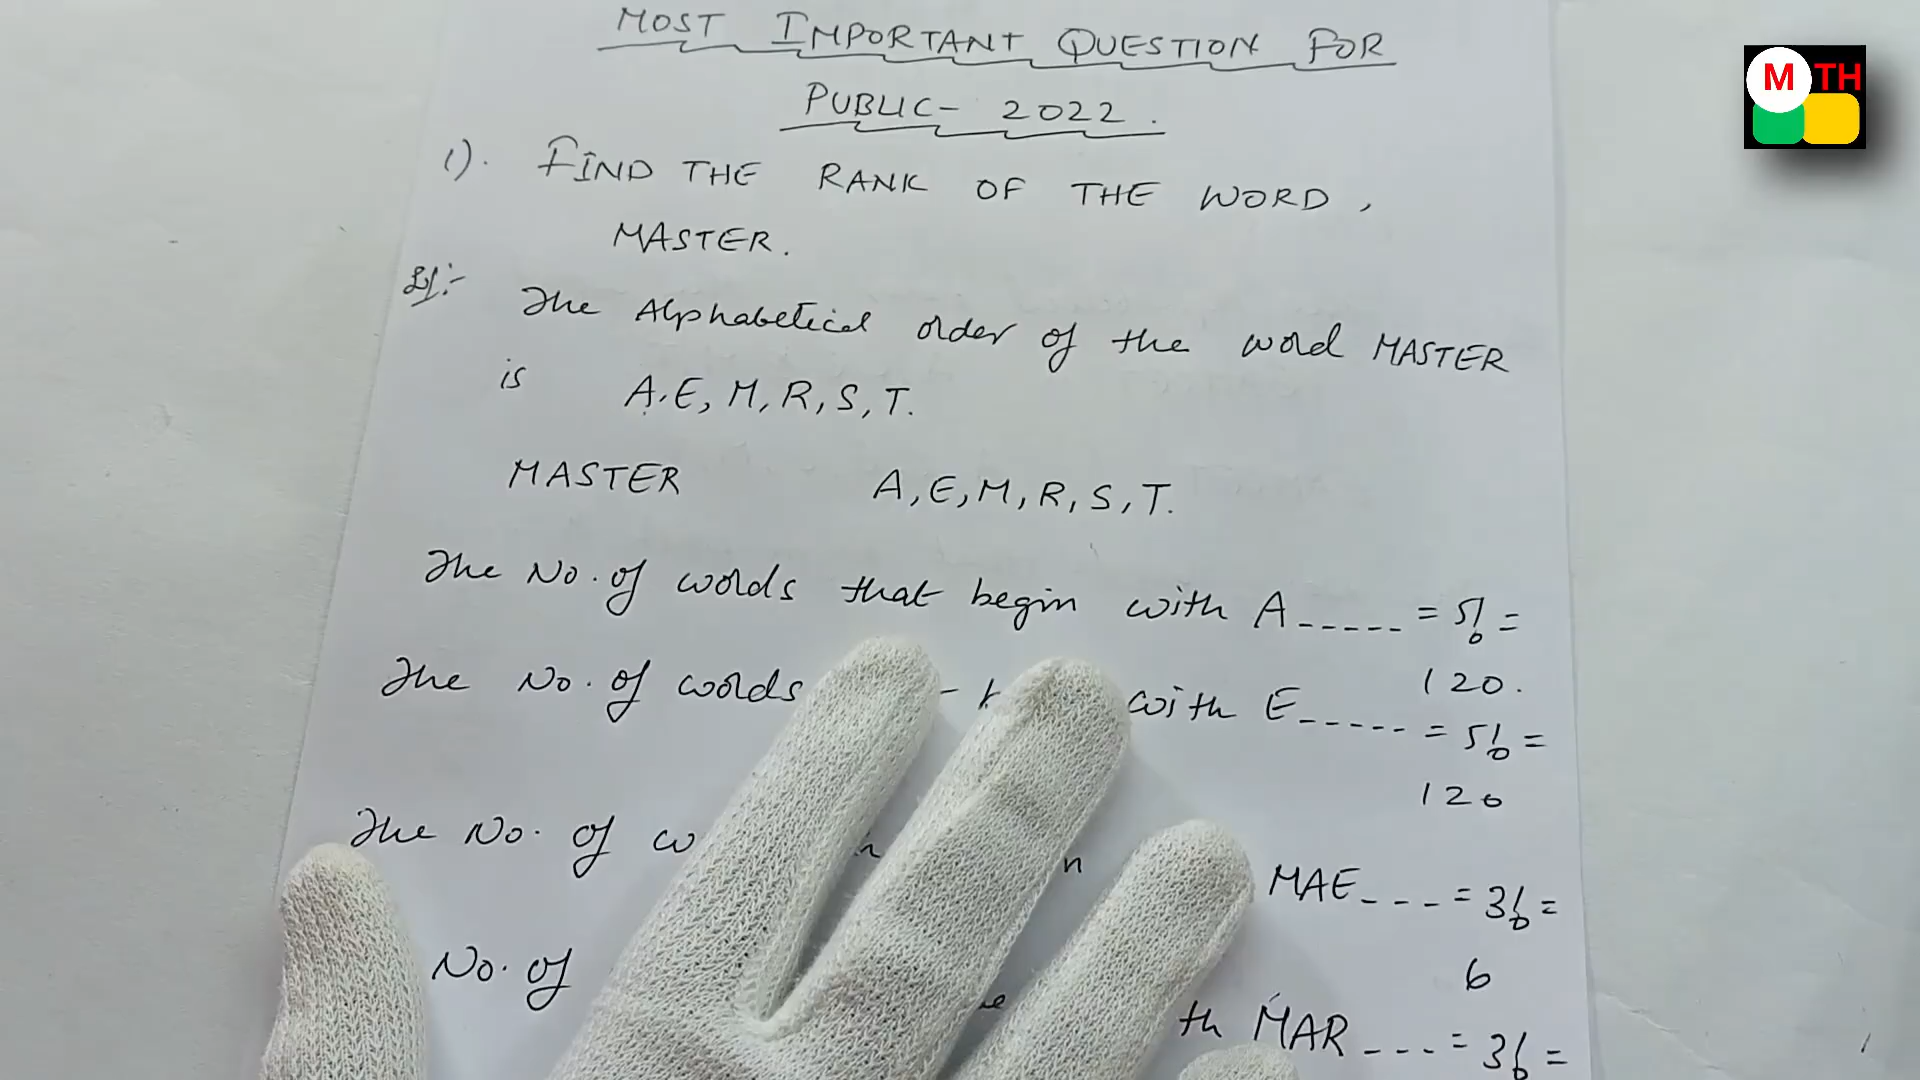 MOST IMPORTANT QUESTION FOR
PUBLIC- 2022.
M TH
1). FIND THE RANK OF THE WORD,
MASTER.
Sol:-
The Alphabetical order of the word MASTER
is A, E, M, R, S, T.
MASTER A, E, M, R, S, T.
The No. of words that begin with A----- = 5! =
120.
The No. of words with E----- = 5! =
120
The No. of MAE--- = 3! =
6
No. of MAR--- = 3! =